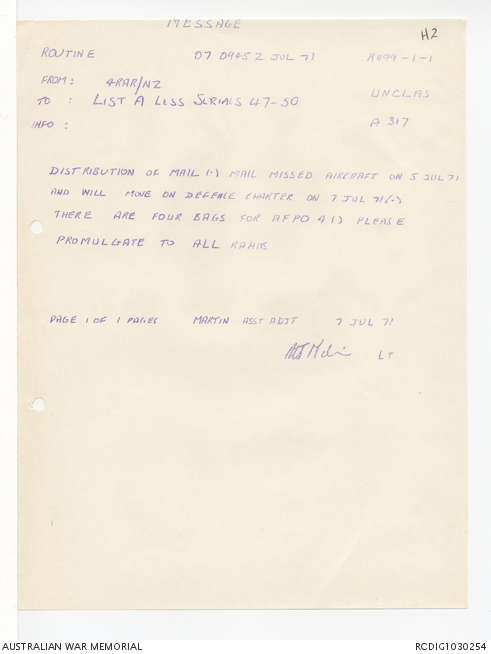 MESSAGE
H2
ROUTINE 07 0945 Z JUL 71 R099-1-1
FROM: 4RAR/NZ
UNCLAS
TO : LIST A LESS SERIALS 47-50
INFO :
A 317
DISTRIBUTION OF MAIL (.) MAIL MISSED AIRCRAFT ON 5 JUL 71
AND WILL MOVE ON DEFENCE CHARTER ON 7 JUL 71 (.)
THERE ARE FOUR BAGS FOR AFPO 4 () PLEASE
PROMULGATE TO ALL RANKS
PAGE 1 OF 1 PAGES MARTIN ASST ADJT 7 JUL 71
LT
AUSTRALIAN WAR MEMORIAL RCDIG1030254